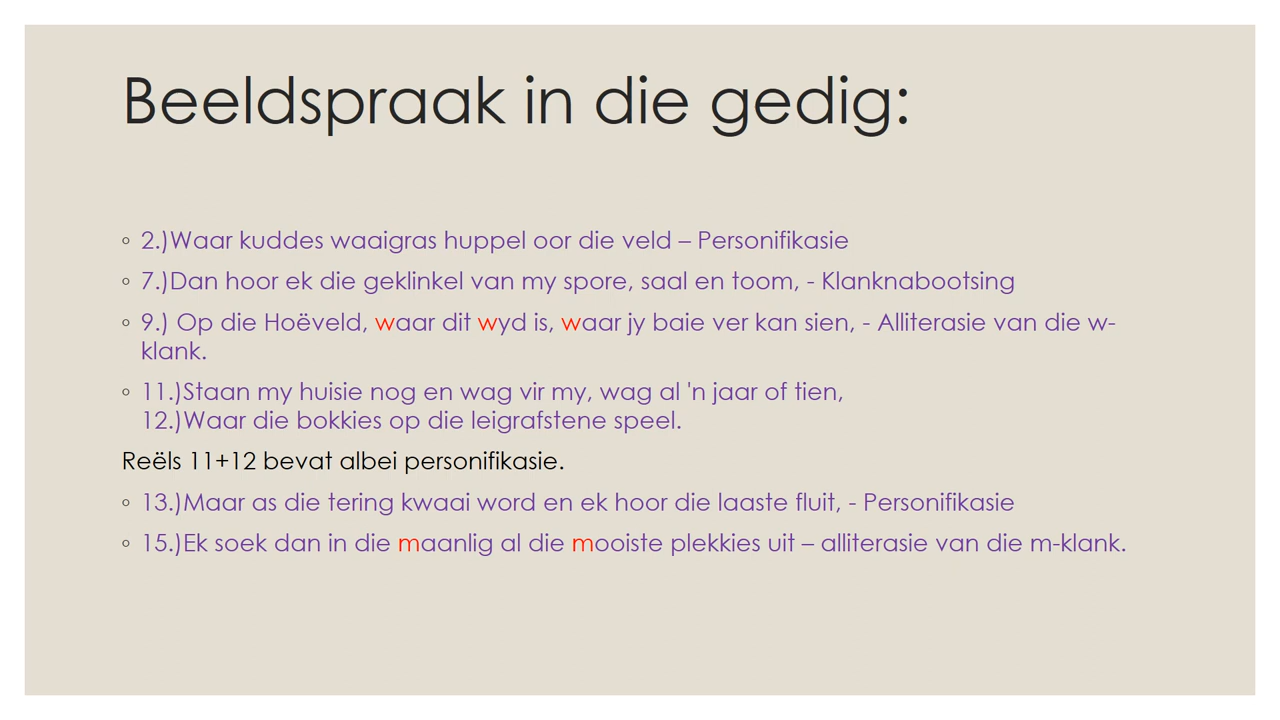 Beeldspraak in die gedig:
◦ 2.)Waar kuddes waaigras huppel oor die veld – Personifikasie
◦ 7.)Dan hoor ek die geklinkel van my spore, saal en toom, - Klanknabootsing
◦ 9.) Op die Hoëveld, waar dit wyd is, waar jy baie ver kan sien, - Alliterasie van die w-
klank.
◦ 11.)Staan my huisie nog en wag vir my, wag al 'n jaar of tien,
12.)Waar die bokkies op die leigrafstene speel.
Reëls 11+12 bevat albei personifikasie.
◦ 13.)Maar as die tering kwaai word en ek hoor die laaste fluit, - Personifikasie
◦ 15.)Ek soek dan in die maanlig al die mooiste plekkies uit – alliterasie van die m-klank.